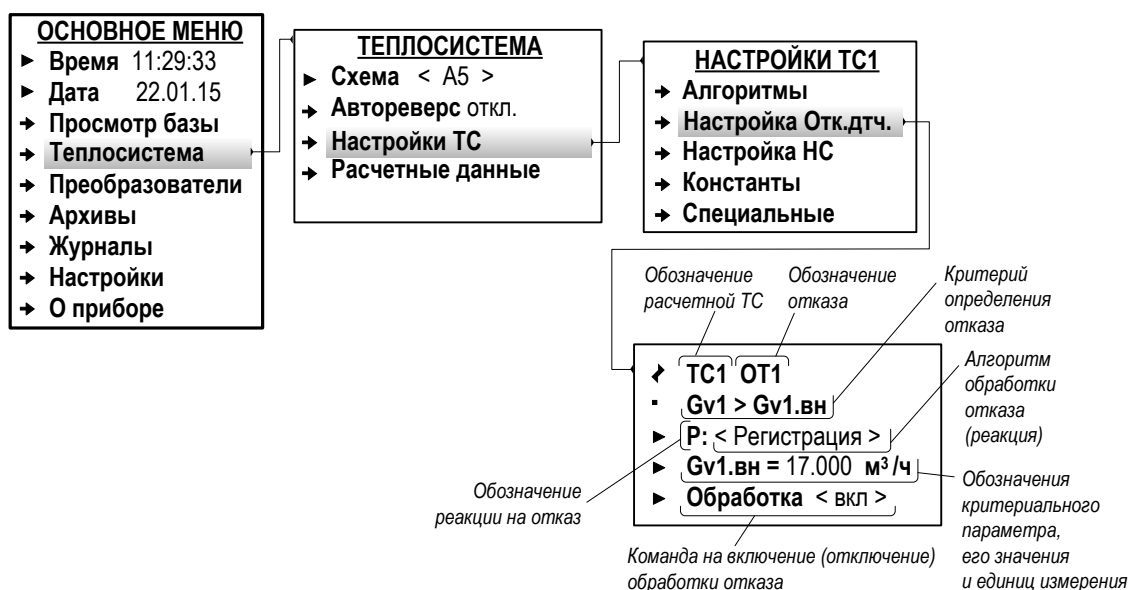 ОСНОВНОЕ МЕНЮ
Время 11:29:33
Дата 22.01.15
Просмотр базы
Теплосистема
Преобразователи
Архивы
Журналы
Настройки
О приборе
ТЕПЛОСИСТЕМА
Схема < А5 >
Автореверс откл.
Настройки ТС
Расчетные данные
НАСТРОЙКИ ТС1
Алгоритмы
Настройка Отк.дтч.
Настройка НС
Константы
Специальные
Обозначение
расчетной ТС
Обозначение
отказа
Критерий
определения
отказа
ТС1 ОТ1
Gv1 > Gv1.вн
Р: < Регистрация >
Gv1.вн = 17.000 м³/ч
Обработка < вкл >
Алгоритм
обработки
отказа
(реакция)
Обозначение
реакции на отказ
Обозначения
критериального
параметра,
его значения
и единиц измерения
Команда на включение (отключение)
обработки отказа